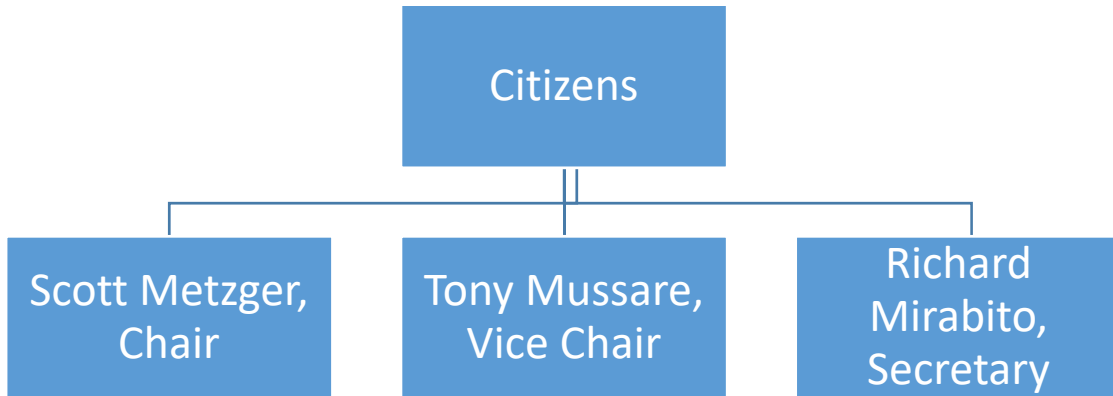 Citizens
Scott Metzger,
Chair
Tony Mussare,
Vice Chair
Richard
Mirabito,
Secretary